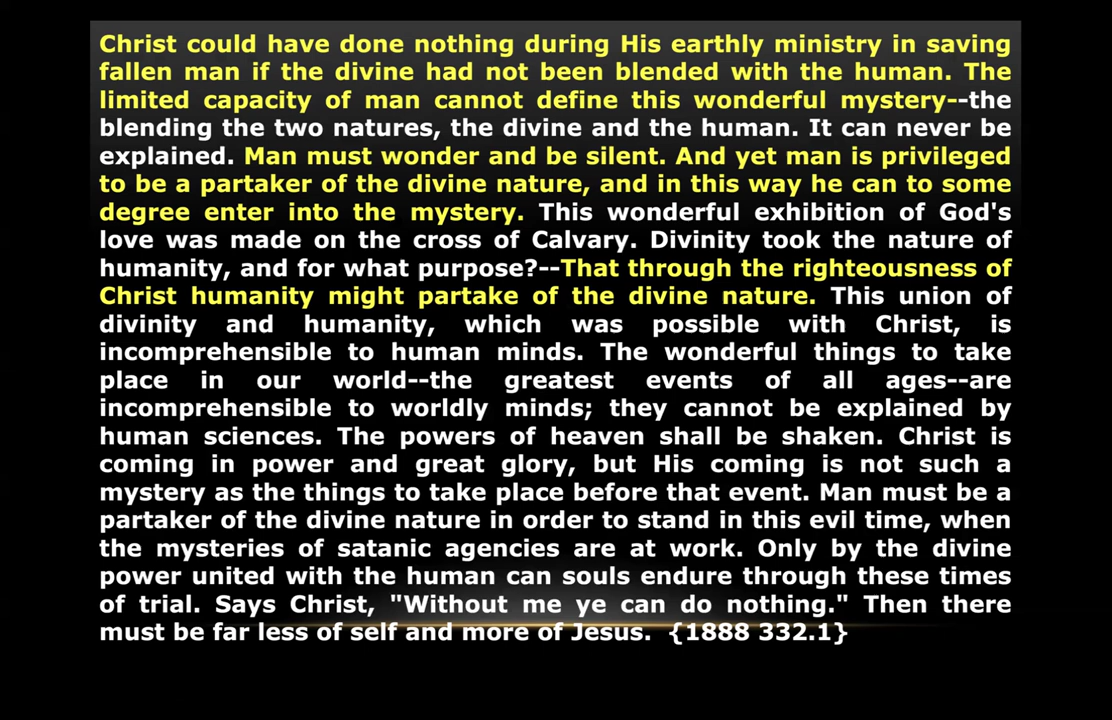 Christ could have done nothing during His earthly ministry in saving
fallen man if the divine had not been blended with the human. The
limited capacity of man cannot define this wonderful mystery--the
blending the two natures, the divine and the human. It can never be
explained. Man must wonder and be silent. And yet man is privileged
to be a partaker of the divine nature, and in this way he can to some
degree enter into the mystery. This wonderful exhibition of God's
love was made on the cross of Calvary. Divinity took the nature of
humanity, and for what purpose?--That through the righteousness of
Christ humanity might partake of the divine nature. This union of
divinity and humanity, which was possible with Christ, is
incomprehensible to human minds. The wonderful things to take
place in our world--the greatest events of all ages--are
incomprehensible to worldly minds; they cannot be explained by
human sciences. The powers of heaven shall be shaken. Christ is
coming in power and great glory, but His coming is not such a
mystery as the things to take place before that event. Man must be a
partaker of the divine nature in order to stand in this evil time, when
the mysteries of satanic agencies are at work. Only by the divine
power united with the human can souls endure through these times
of trial. Says Christ, "Without me ye can do nothing." Then there
must be far less of self and more of Jesus. {1888 332.1}